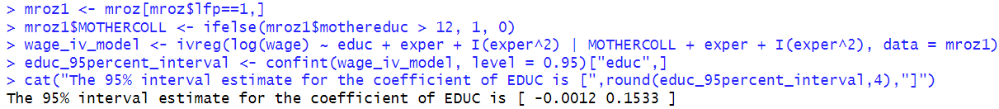 > mroz1 <- mroz[mroz$lfp==1,]
> mroz1$MOTHERCOLL <- ifelse(mroz1$mothereduc > 12, 1, 0)
> wage_iv_model <- ivreg(log(wage) ~ educ + exper + I(exper^2) | MOTHERCOLL + exper + I(exper^2), data = mroz1)
> educ_95percent_interval <- confint(wage_iv_model, level = 0.95)["educ",]
> cat("The 95% interval estimate for the coefficient of EDUC is [",round(educ_95percent_interval,4),"]")
The 95% interval estimate for the coefficient of EDUC is [ -0.0012 0.1533 ]